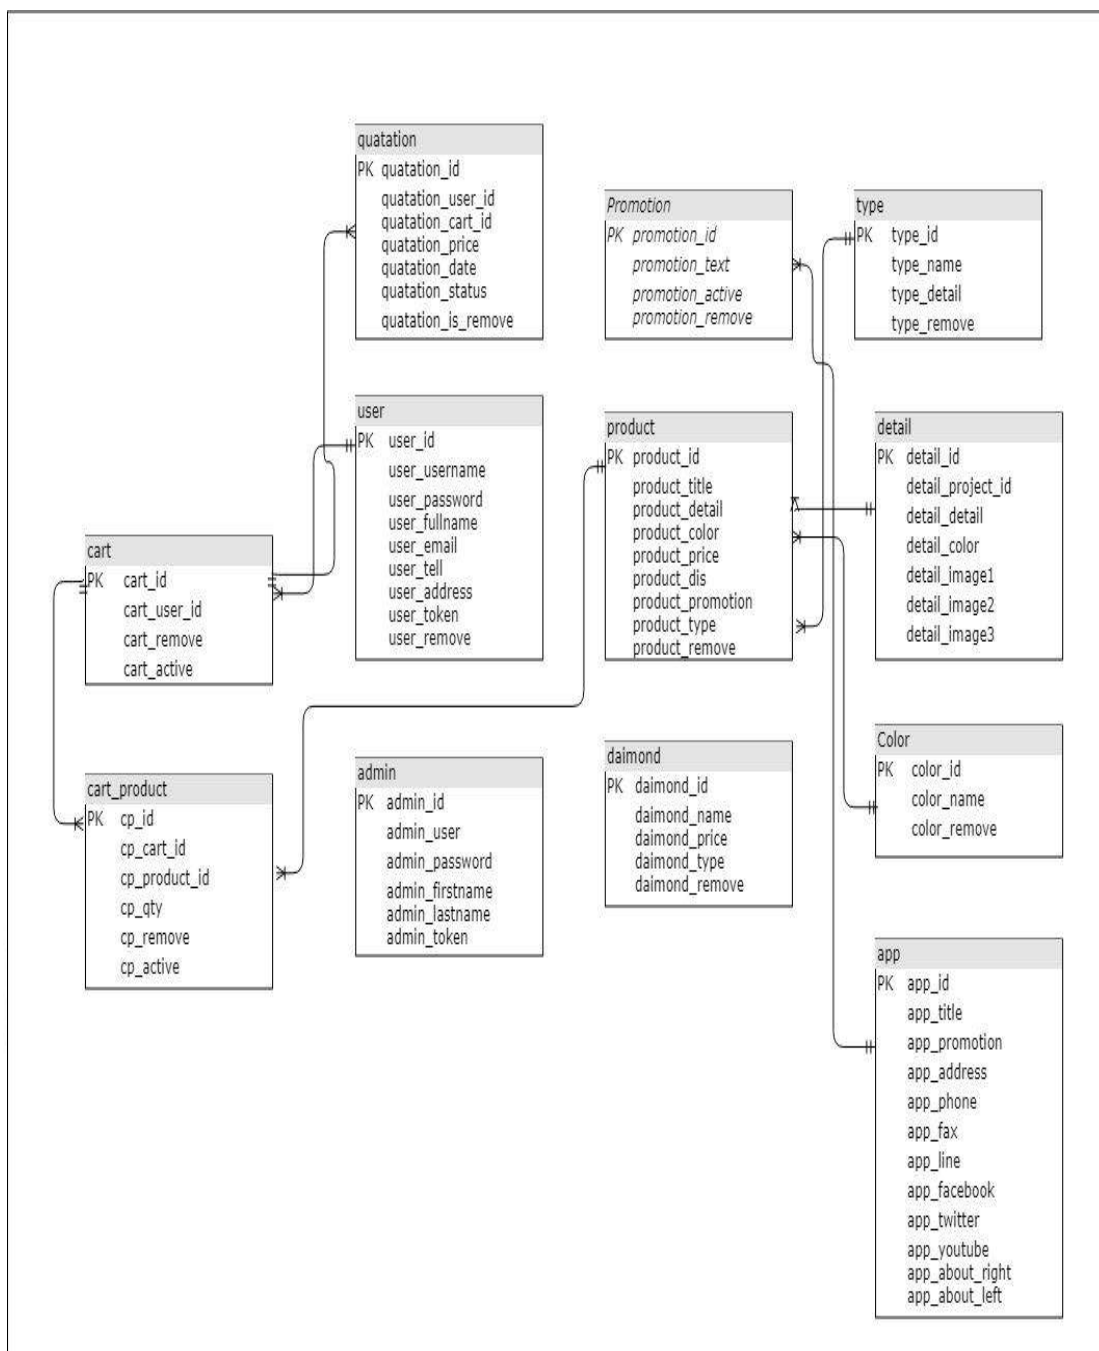 quatation
PK quatation_id
quatation_user_id
quatation_cart_id
quatation_price
quatation_date
quatation_status
quatation_is_remove
Promotion
PK promotion_id
promotion_text
promotion_active
promotion_remove
type
PK type_id
type_name
type_detail
type_remove
user
PK user_id
user_username
user_password
user_fullname
user_email
user_tell
user_address
user_token
user_remove
product
PK product_id
product_title
product_detail
product_color
product_price
product_dis
product_promotion
product_type
product_remove
detail
PK detail_id
detail_project_id
detail_detail
detail_color
detail_image1
detail_image2
detail_image3
cart
PK cart_id
cart_user_id
cart_remove
cart_active
cart_product
PK cp_id
cp_cart_id
cp_product_id
cp_qty
cp_remove
cp_active
admin
PK admin_id
admin_user
admin_password
admin_firstname
admin_lastname
admin_token
daimond
PK daimond_id
daimond_name
daimond_price
daimond_type
daimond_remove
Color
PK color_id
color_name
color_remove
app
PK app_id
app_title
app_promotion
app_address
app_phone
app_fax
app_line
app_facebook
app_twitter
app_youtube
app_about_right
app_about_left